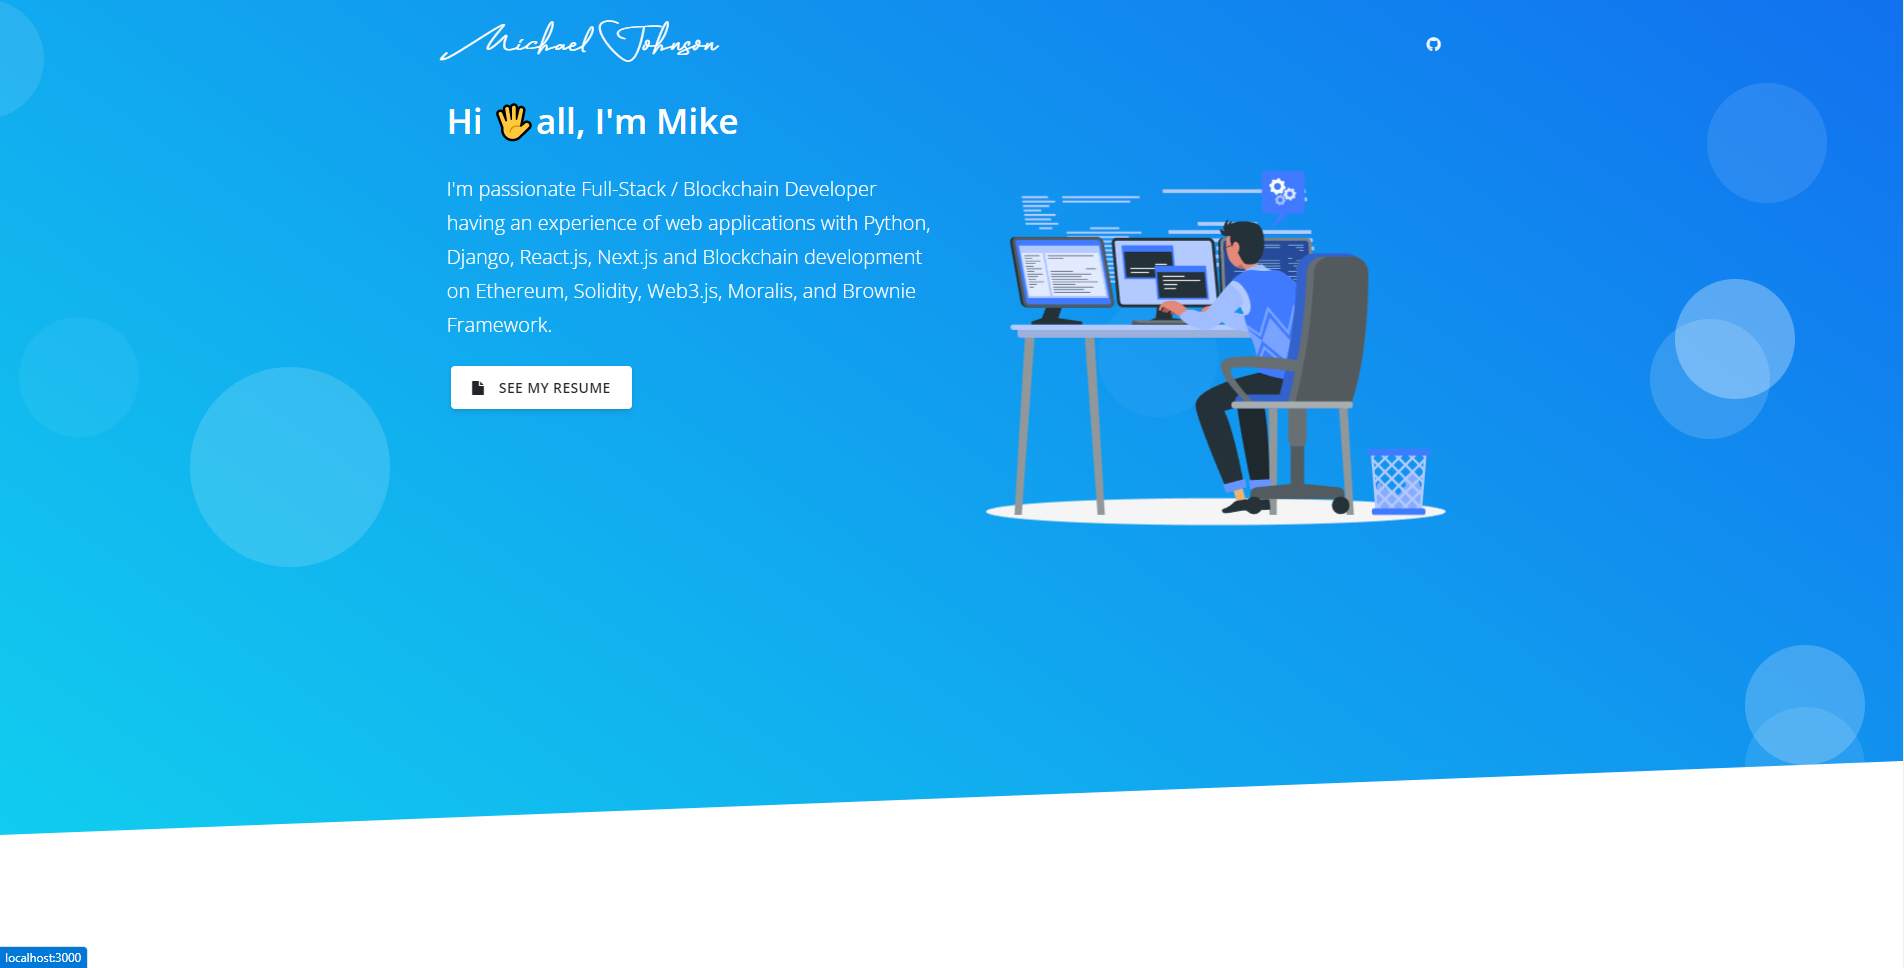 Michael Johnson
Hi 👋all, I'm Mike
I'm passionate Full-Stack / Blockchain Developer
having an experience of web applications with Python,
Django, React.js, Next.js and Blockchain development
on Ethereum, Solidity, Web3.js, Moralis, and Brownie
Framework.
SEE MY RESUME
localhost:3000